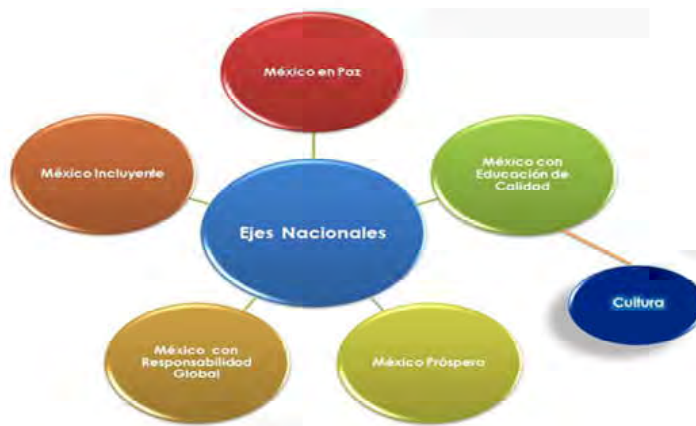 México en Paz
México Incluyente
México con
Educación de
Calidad
Ejes Nacionales
Cultura
México con
Responsabilidad
Global
México Próspero